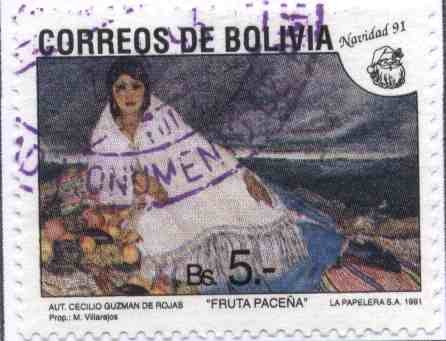 CORREOS DE BOLIVIA
Navidad 91
ONUMEN
Bs. 5.-
AUT. CECILIO GUZMAN DE ROJAS "FRUTA PACEÑA" LA PAPELERA S.A. 1991
Prop.: M. Villarejos